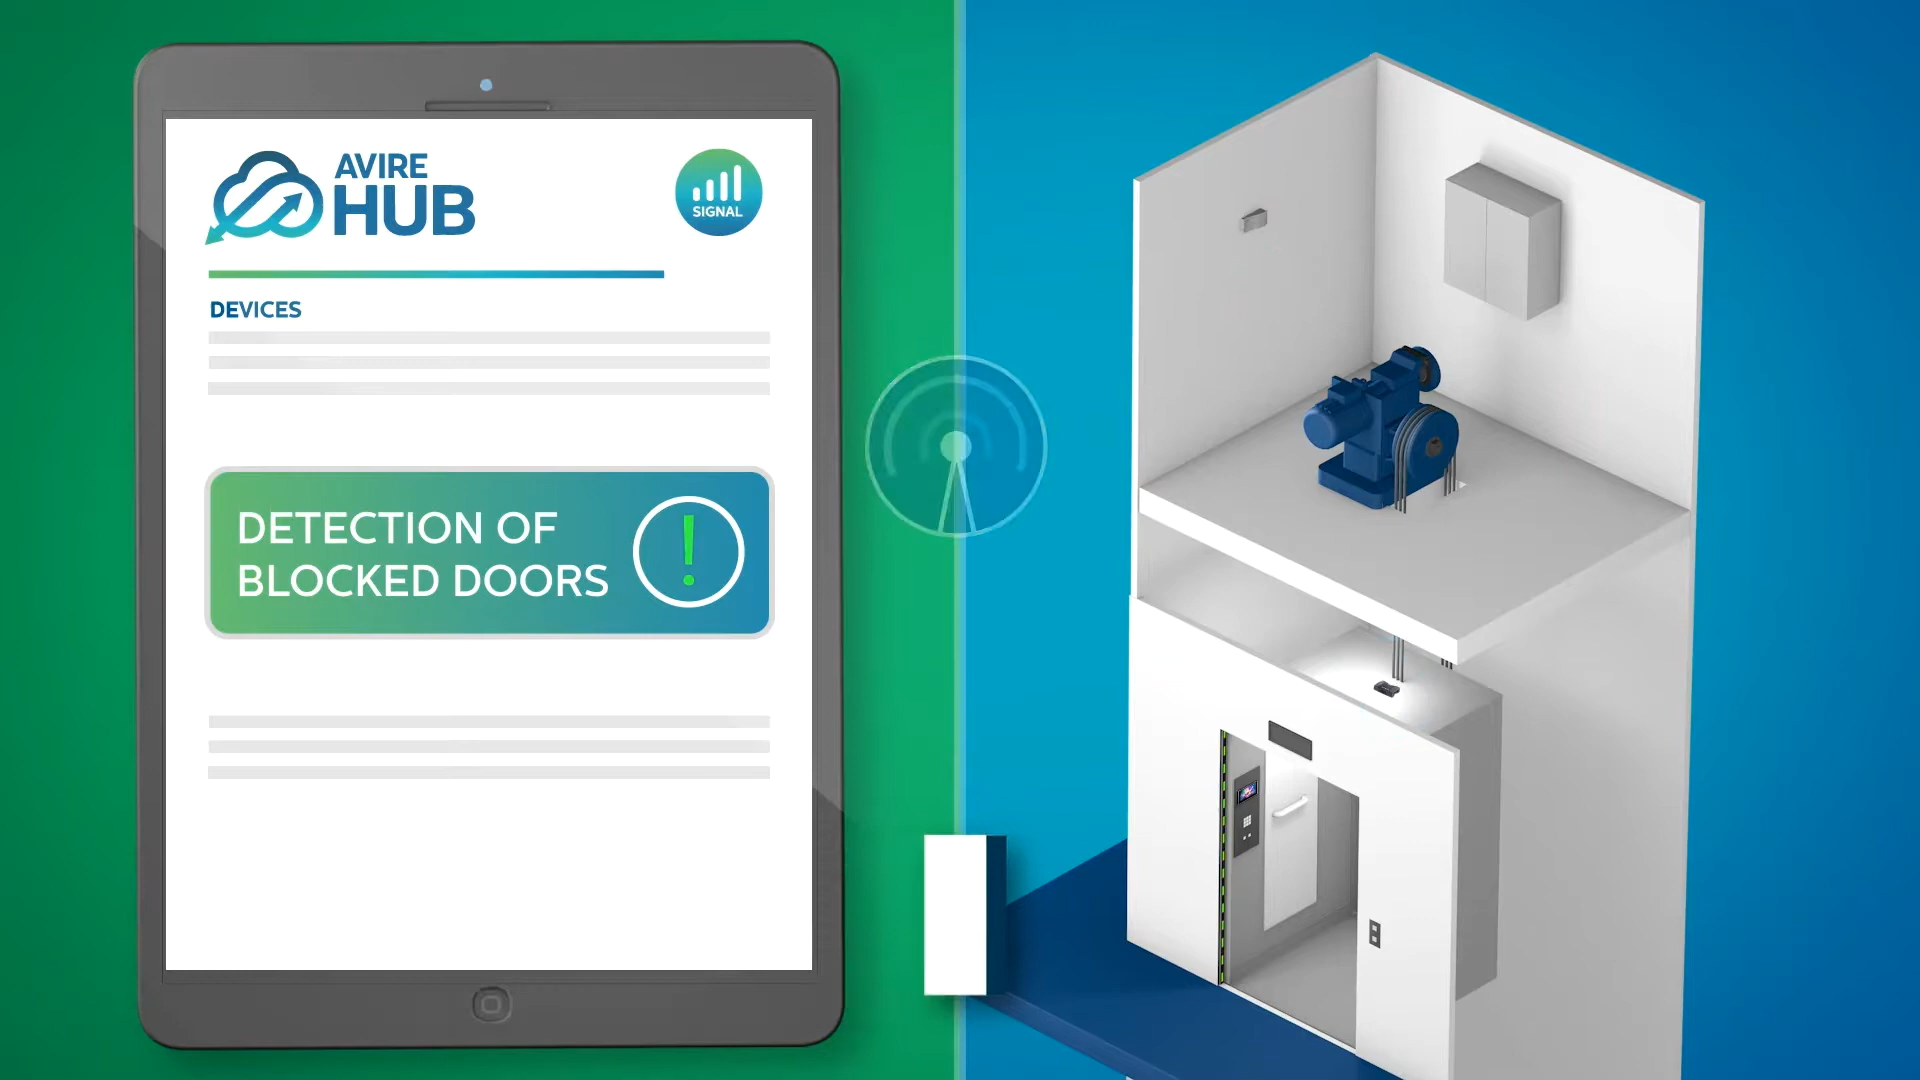 AVIRE
HUB
SIGNAL
DEVICES
DETECTION OF
BLOCKED DOORS
!